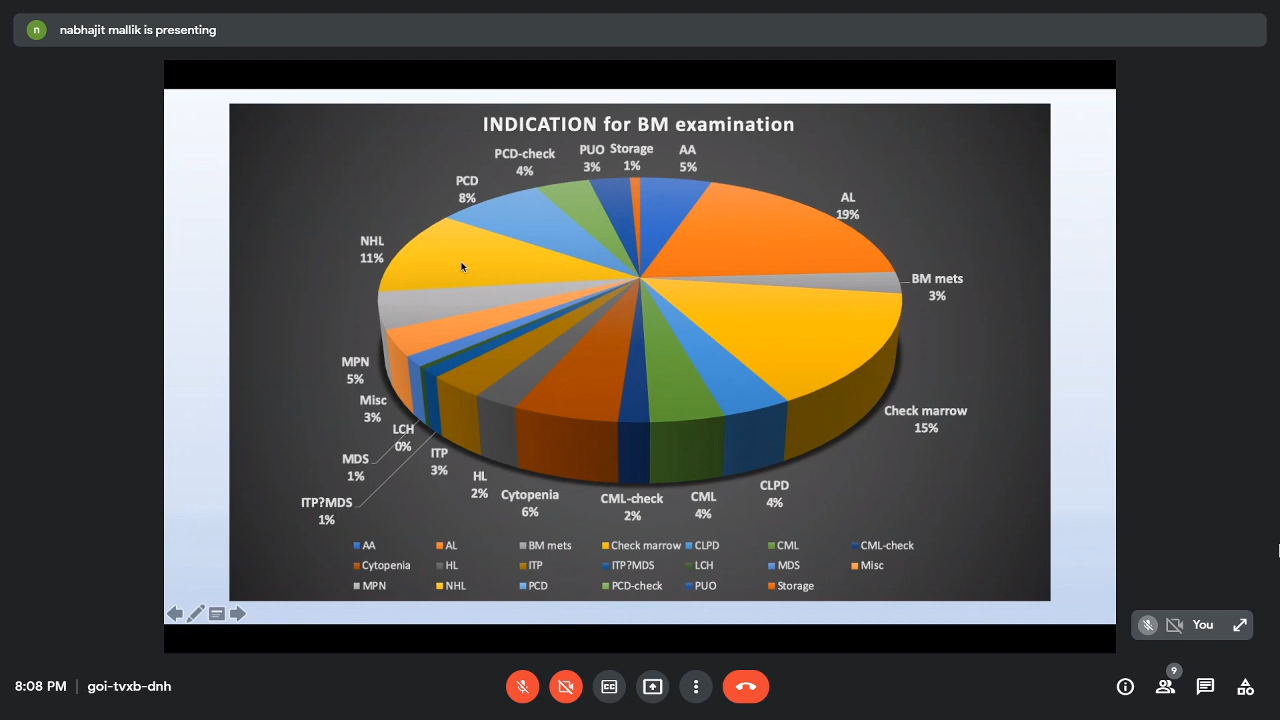 n
nabhajit mallik is presenting
INDICATION for BM examination
PCD-check
4%
PUO
3%
Storage
1%
AA
5%
PCD
8%
AL
19%
NHL
11%
BM mets
3%
MPN
5%
Misc
3%
Check marrow
15%
LCH
0%
MDS
1%
ITP
3%
HL
2%
Cytopenia
6%
CML-check
2%
CML
4%
CLPD
4%
ITP?MDS
1%
AA AL BM mets Check marrow CLPD CML CML-check
Cytopenia HL ITP ITP?MDS LCH MDS Misc
MPN NHL PCD PCD-check PUO Storage
You
9
8:08 PM | goi-tvxb-dnh
CC